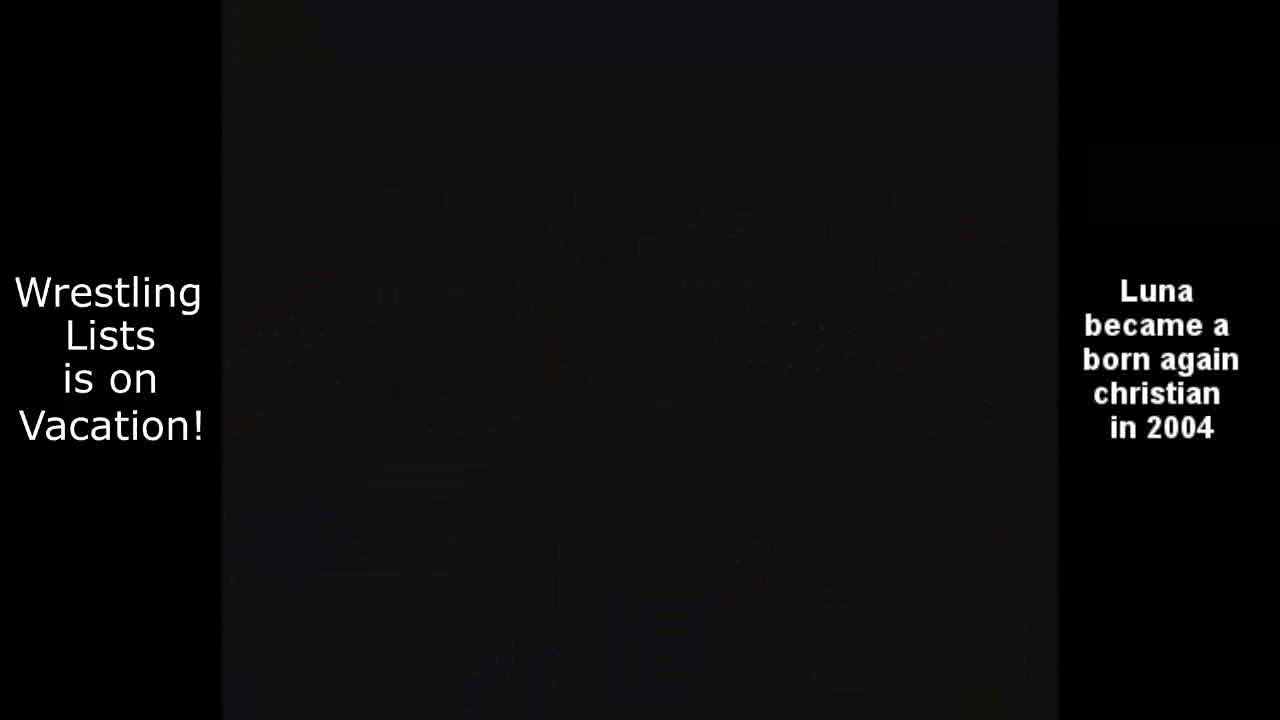 Wrestling
Lists
is on
Vacation!
Luna
became a
born again
christian
in 2004